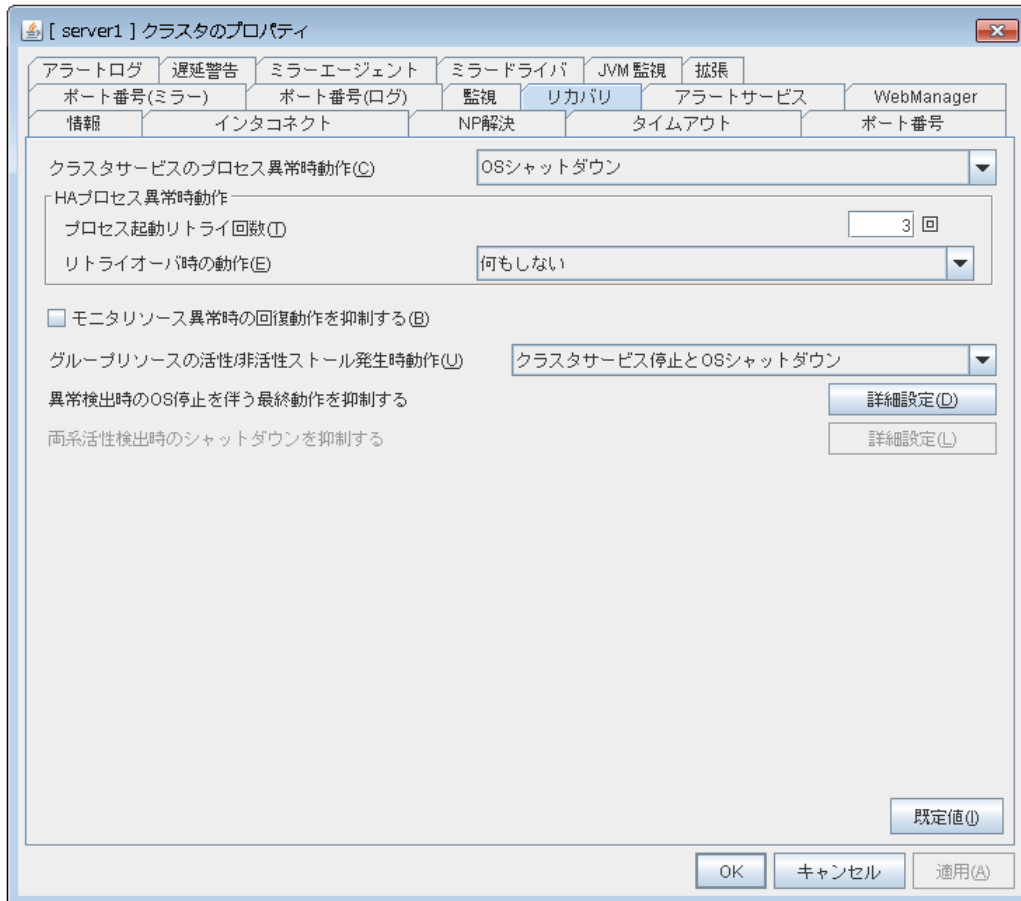 [ server1 ] クラスタのプロパティ
アラートログ 遅延警告 ミラーエージェント ミラードライバ JVM監視 拡張
ポート番号(ミラー) ポート番号(ログ) 監視 リカバリ アラートサービス WebManager
情報 インタコネクト NP解決 タイムアウト ポート番号
クラスタサービスのプロセス異常時動作(C) OSシャットダウン
HAプロセス異常時動作
プロセス起動リトライ回数(T) 3 回
リトライオーバ時の動作(E) 何もしない
モニタリソース異常時の回復動作を抑制する(B)
グループリソースの活性/非活性ストール発生時動作(U) クラスタサービス停止とOSシャットダウン
異常検出時のOS停止を伴う最終動作を抑制する 詳細設定(D)
両系活性検出時のシャットダウンを抑制する 詳細設定(L)
既定値(I)
OK キャンセル 適用(A)